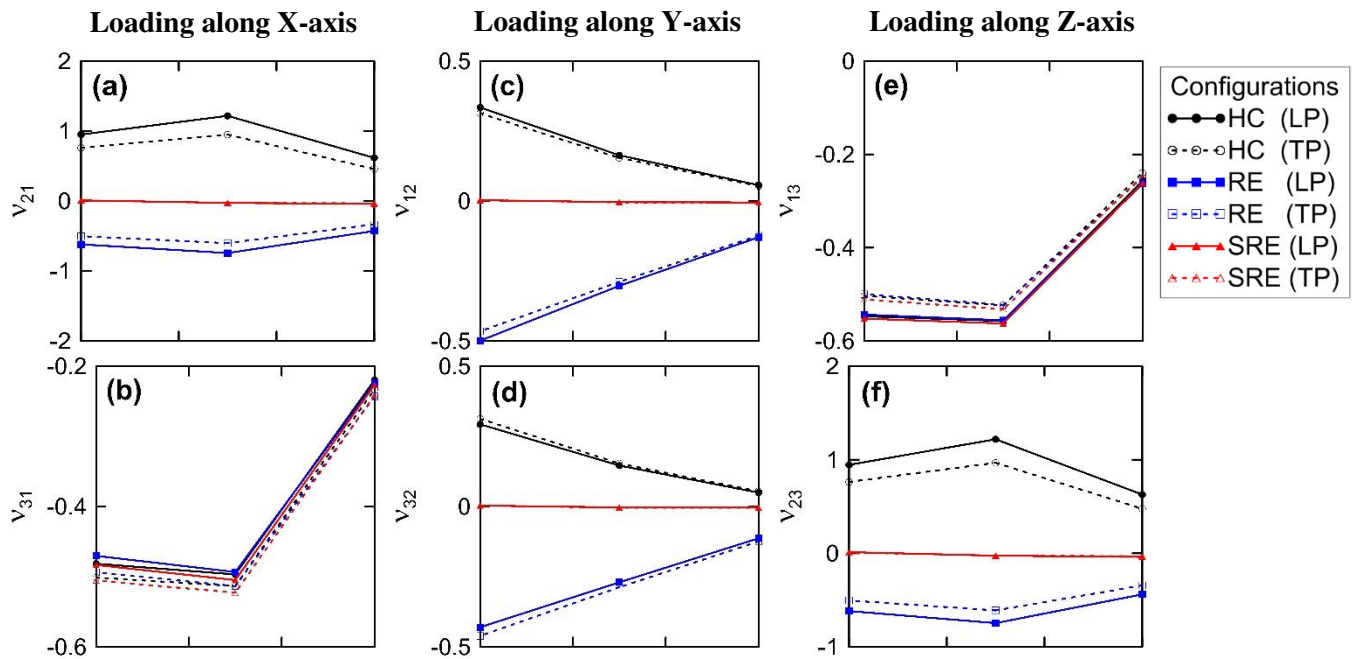 Loading along X-axis
Loading along Y-axis
Loading along Z-axis
2
1
0
-1
-2
(a)
ν21
0.5
0
-0.5
(c)
ν12
0
-0.2
-0.4
-0.6
(e)
ν13
Configurations
HC (LP)
HC (TP)
RE (LP)
RE (TP)
SRE (LP)
SRE (TP)
-0.2
-0.4
-0.6
(b)
ν31
0.5
0
-0.5
(d)
ν32
2
1
0
-1
(f)
ν23